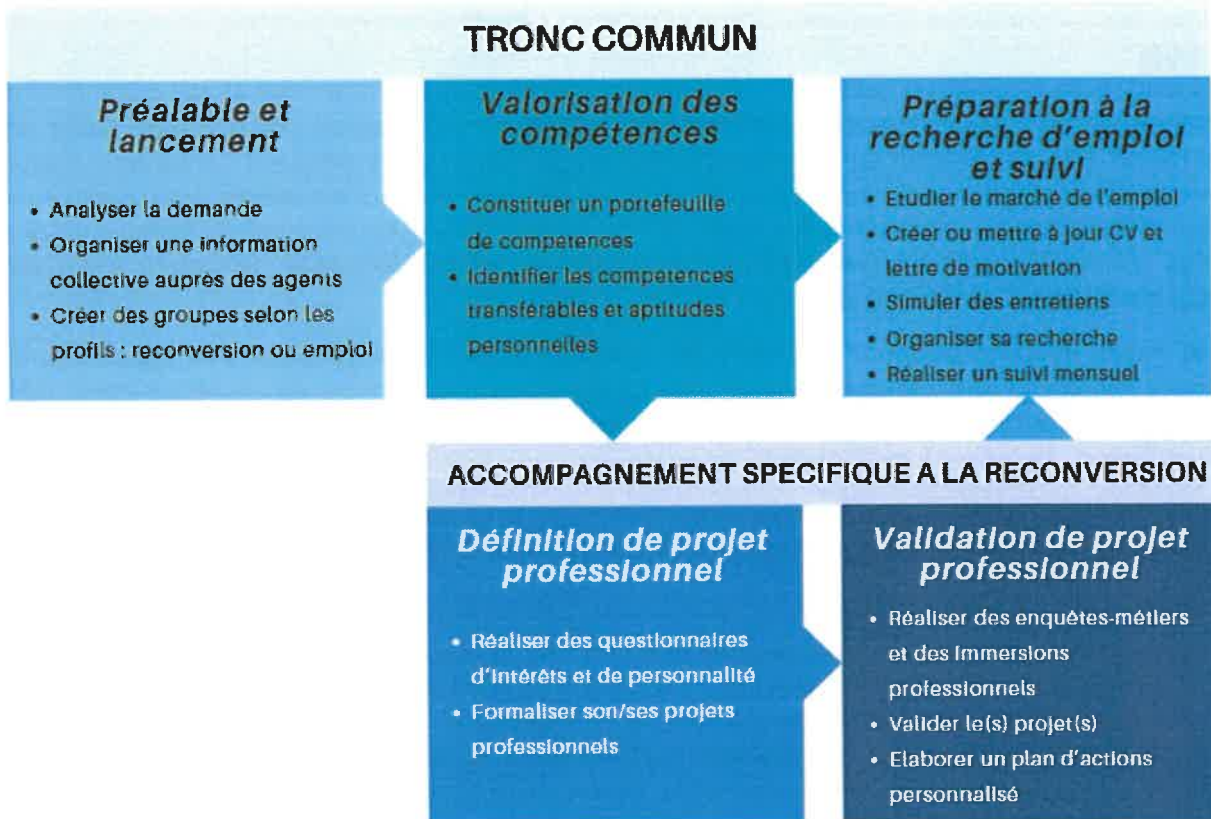 TRONC COMMUN
Préalable et
lancement
• Analyser la demande
• Organiser une information
collective auprès des agents
• Créer des groupes selon les
profils : reconversion ou emploi
Valorisation des
compétences
• Constituer un portefeuille
de compétences
• Identifier les compétences
transférables et aptitudes
personnelles
Préparation à la
recherche d'emploi
et suivi
• Etudier le marché de l'emploi
• Créer ou mettre à jour CV et
lettre de motivation
• Simuler des entretiens
• Organiser sa recherche
• Réaliser un suivi mensuel
ACCOMPAGNEMENT SPECIFIQUE A LA RECONVERSION
Définition de projet
professionnel
• Réaliser des questionnaires
d'intérêts et de personnalité
• Formaliser son/ses projets
professionnels
Validation de projet
professionnel
• Réaliser des enquêtes-métiers
et des immersions
professionnels
• Valider le(s) projet(s)
• Elaborer un plan d'actions
personnalisé